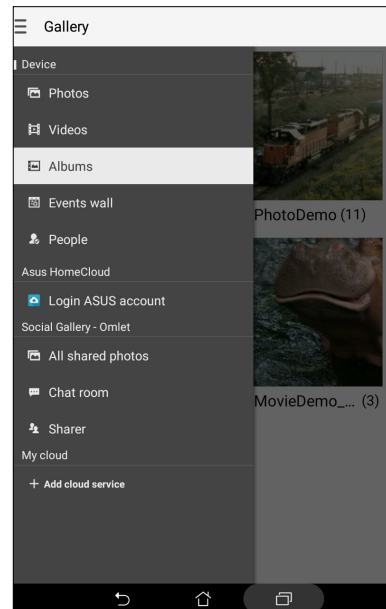 Gallery
Device
Photos
Videos
Albums
Events wall
People
Asus HomeCloud
Login ASUS account
Social Gallery - Omlet
All shared photos
Chat room
Sharer
My cloud
+ Add cloud service
PhotoDemo (11)
MovieDemo_... (3)